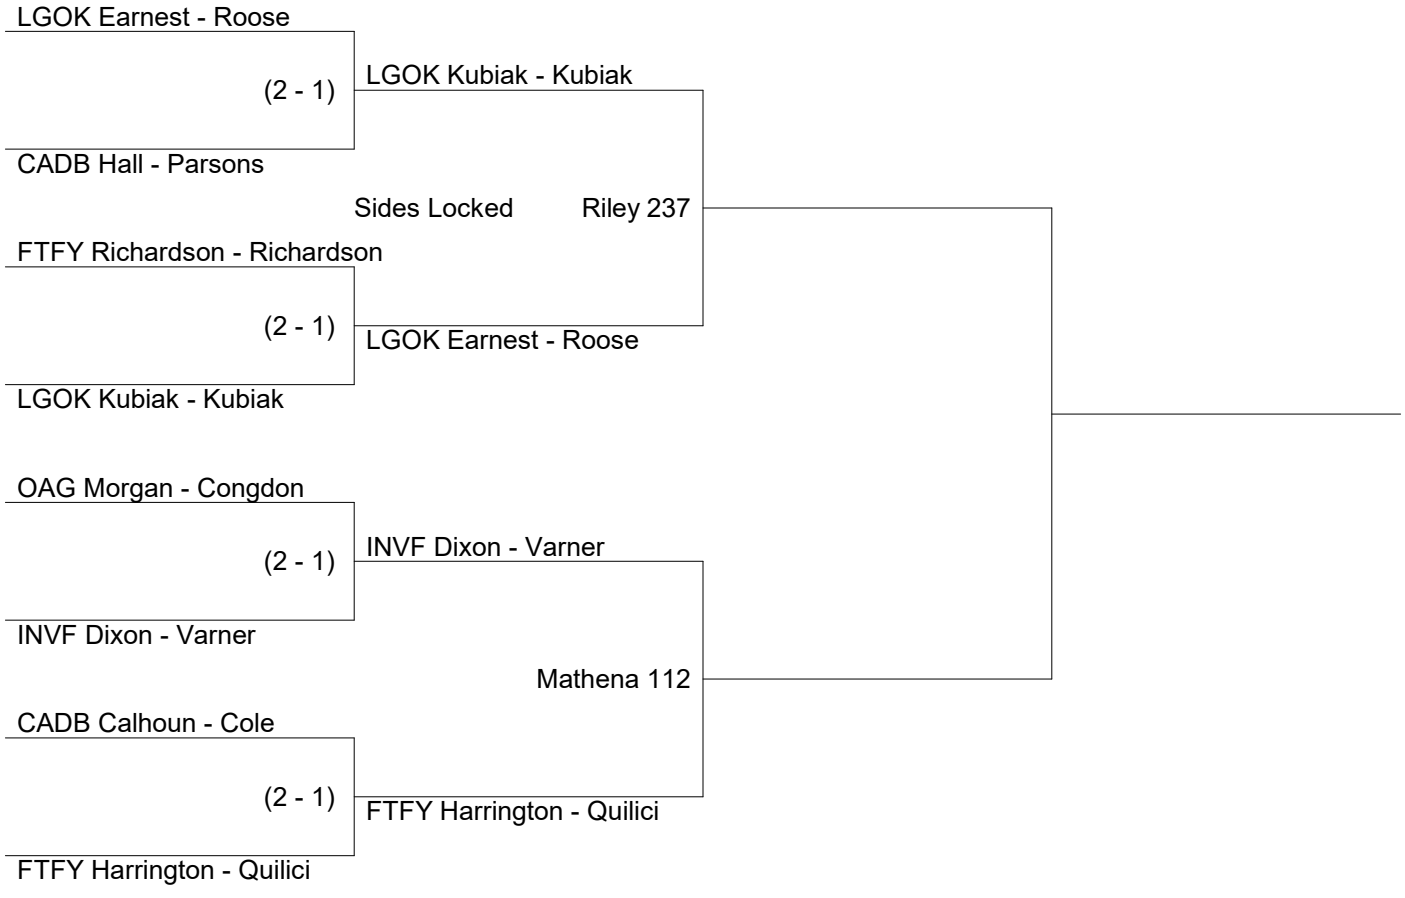 LGOK Earnest - Roose
(2 - 1)
LGOK Kubiak - Kubiak
CADB Hall - Parsons
Sides Locked
Riley 237
FTFY Richardson - Richardson
(2 - 1)
LGOK Earnest - Roose
LGOK Kubiak - Kubiak
OAG Morgan - Congdon
(2 - 1)
INVF Dixon - Varner
INVF Dixon - Varner
Mathena 112
CADB Calhoun - Cole
(2 - 1)
FTFY Harrington - Quilici
FTFY Harrington - Quilici